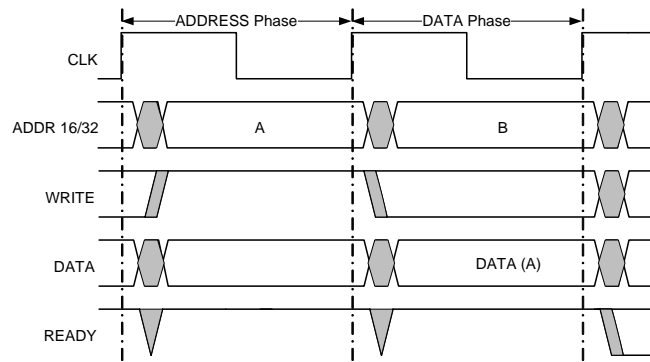 ADDRESS Phase DATA Phase
CLK
ADDR 16/32 A B
WRITE
DATA DATA (A)
READY